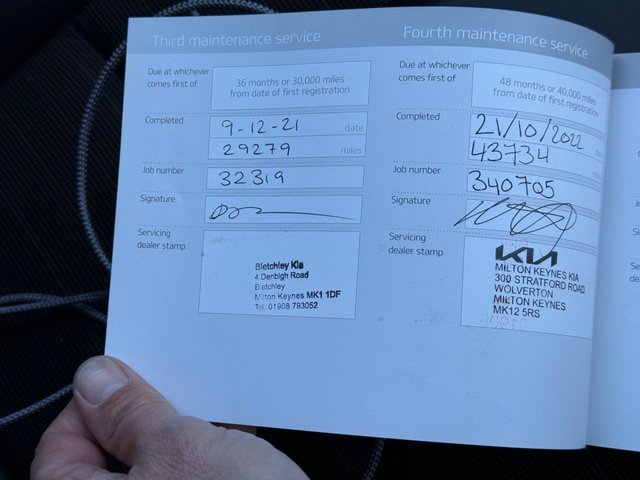 Third maintenance service
Due at whichever
comes first of
36 months or 30,000 miles
from date of first registration
Completed
9-12-21 date
29279 miles
Job number
32319
Signature
Servicing
dealer stamp
Bletchley Kia
4 Denbigh Road
Bletchley
Milton Keynes MK1 1DF
Tel: 01908 793052
Fourth maintenance service
Due at whichever
comes first of
48 months or 40,000 miles
from date of first registration
Completed
21/10/2022
43734
Job number
340705
Signature
Servicing
dealer stamp
KIA
MILTON KEYNES KIA
300 STRATFORD ROAD
WOLVERTON
MILTON KEYNES
MK12 5RS